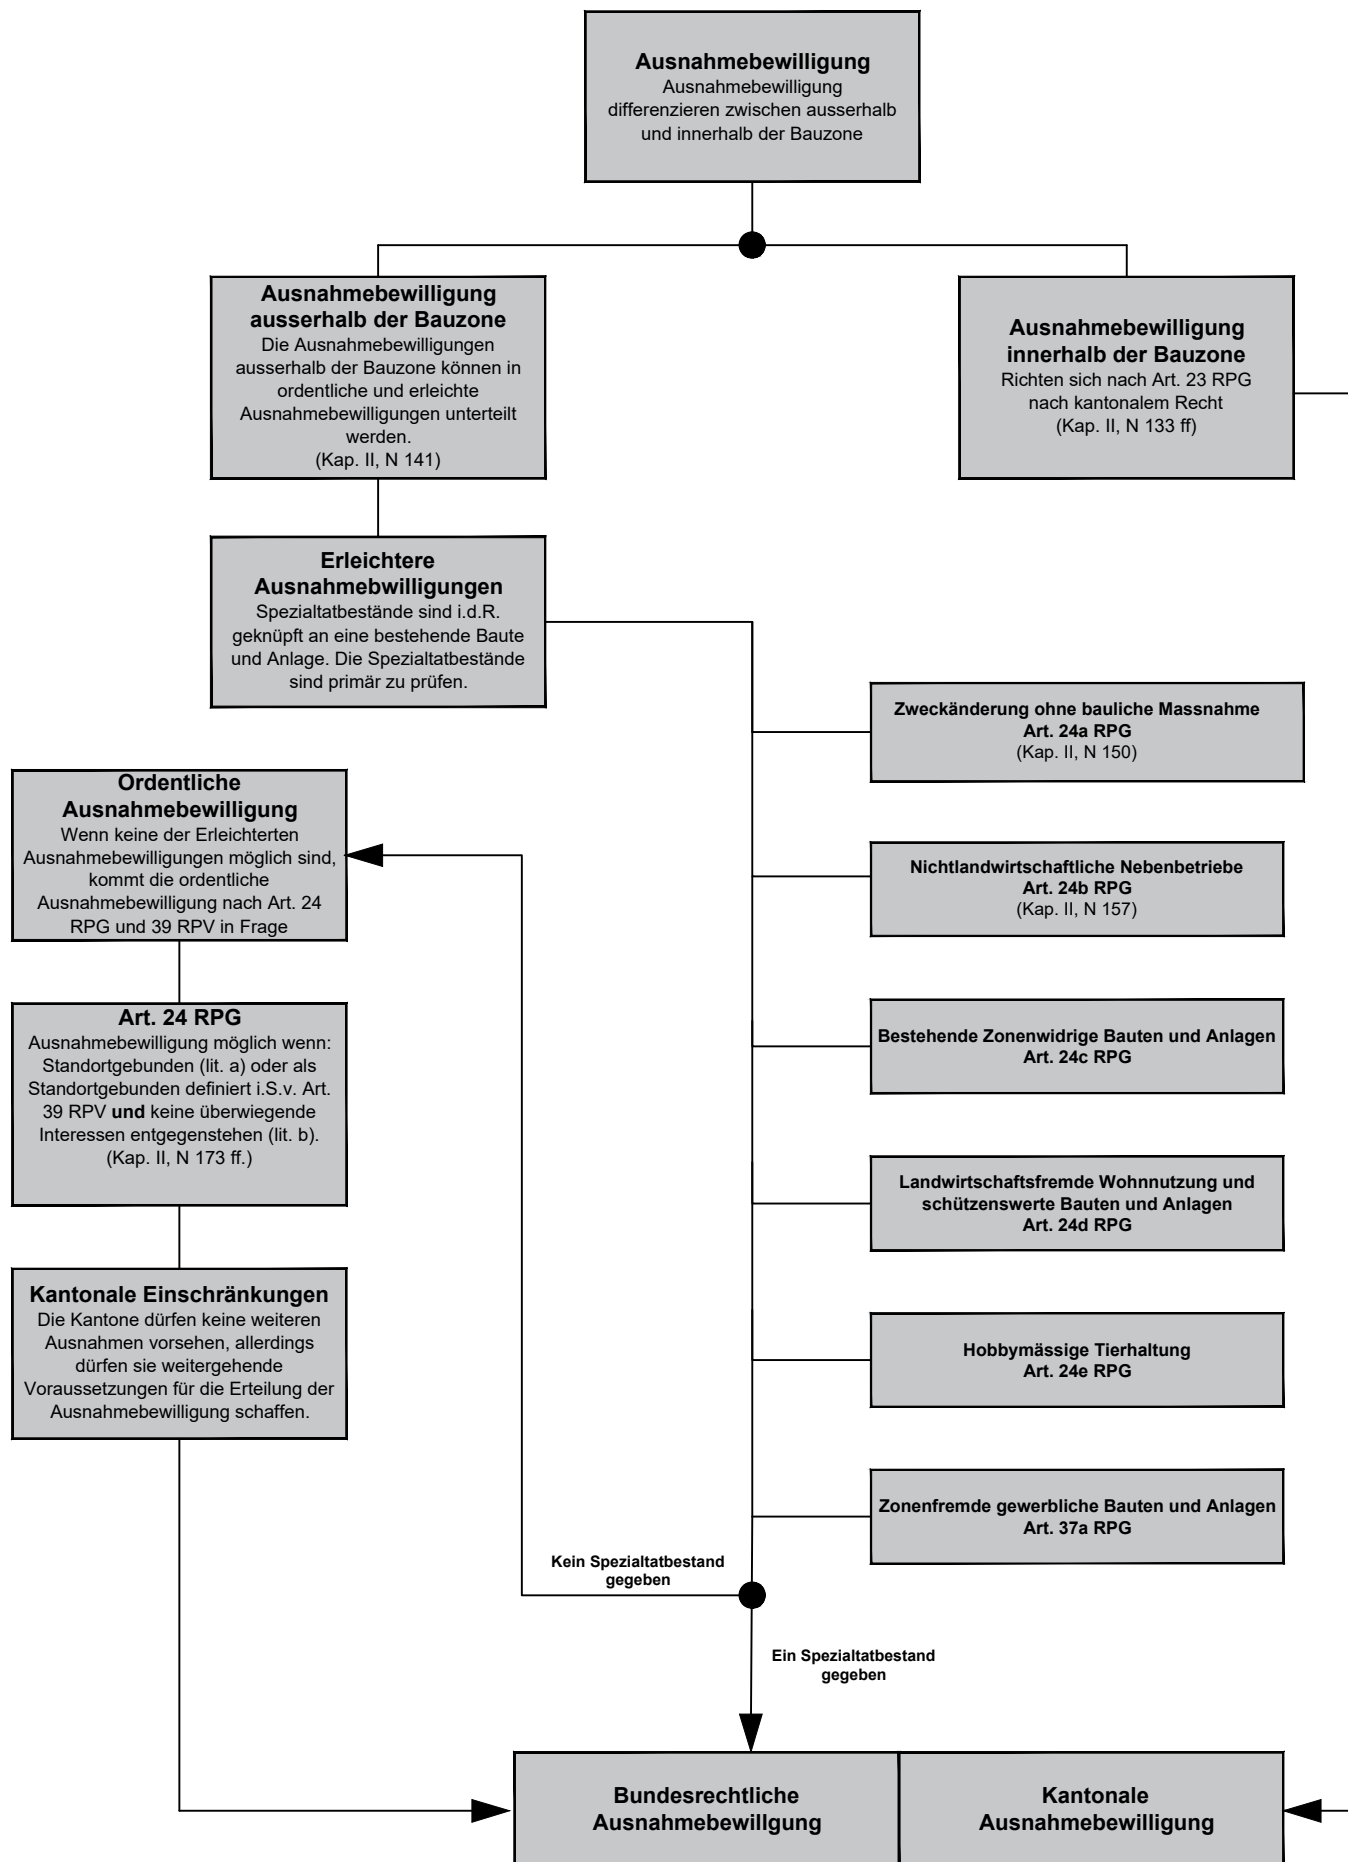 Ausnahmebewilligung
Ausnahmebewilligung
differenzieren zwischen ausserhalb
und innerhalb der Bauzone
Ausnahmebewilligung
ausserhalb der Bauzone
Die Ausnahmebewilligungen
ausserhalb der Bauzone können in
ordentliche und erleichte
Ausnahmebewilligungen unterteilt
werden.
(Kap. II, N 141)
Ausnahmebewilligung
innerhalb der Bauzone
Richten sich nach Art. 23 RPG
nach kantonalem Recht
(Kap. II, N 133 ff)
Erleichtere
Ausnahmebwilligungen
Spezialtatbestände sind i.d.R.
geknüpft an eine bestehende Baute
und Anlage. Die Spezialtatbestände
sind primär zu prüfen.
Zweckänderung ohne bauliche Massnahme
Art. 24a RPG
(Kap. II, N 150)
Ordentliche
Ausnahmebewilligung
Wenn keine der Erleichterten
Ausnahmebewilligungen möglich sind,
kommt die ordentliche
Ausnahmebewilligung nach Art. 24
RPG und 39 RPV in Frage
Nichtlandwirtschaftliche Nebenbetriebe
Art. 24b RPG
(Kap. II, N 157)
Art. 24 RPG
Ausnahmebewilligung möglich wenn:
Standortgebunden (lit. a) oder als
Standortgebunden definiert i.S.v. Art.
39 RPV und keine überwiegende
Interessen entgegenstehen (lit. b).
(Kap. II, N 173 ff.)
Bestehende Zonenwidrige Bauten und Anlagen
Art. 24c RPG
Landwirtschaftsfremde Wohnnutzung und
schützenswerte Bauten und Anlagen
Art. 24d RPG
Kantonale Einschränkungen
Die Kantone dürfen keine weiteren
Ausnahmen vorsehen, allerdings
dürfen sie weitergehende
Voraussetzungen für die Erteilung der
Ausnahmebewilligung schaffen.
Hobbymässige Tierhaltung
Art. 24e RPG
Zonenfremde gewerbliche Bauten und Anlagen
Art. 37a RPG
Kein Spezialtatbestand
gegeben
Ein Spezialtatbestand
gegeben
Bundesrechtliche
Ausnahmebewillgung
Kantonale
Ausnahmebewilligung